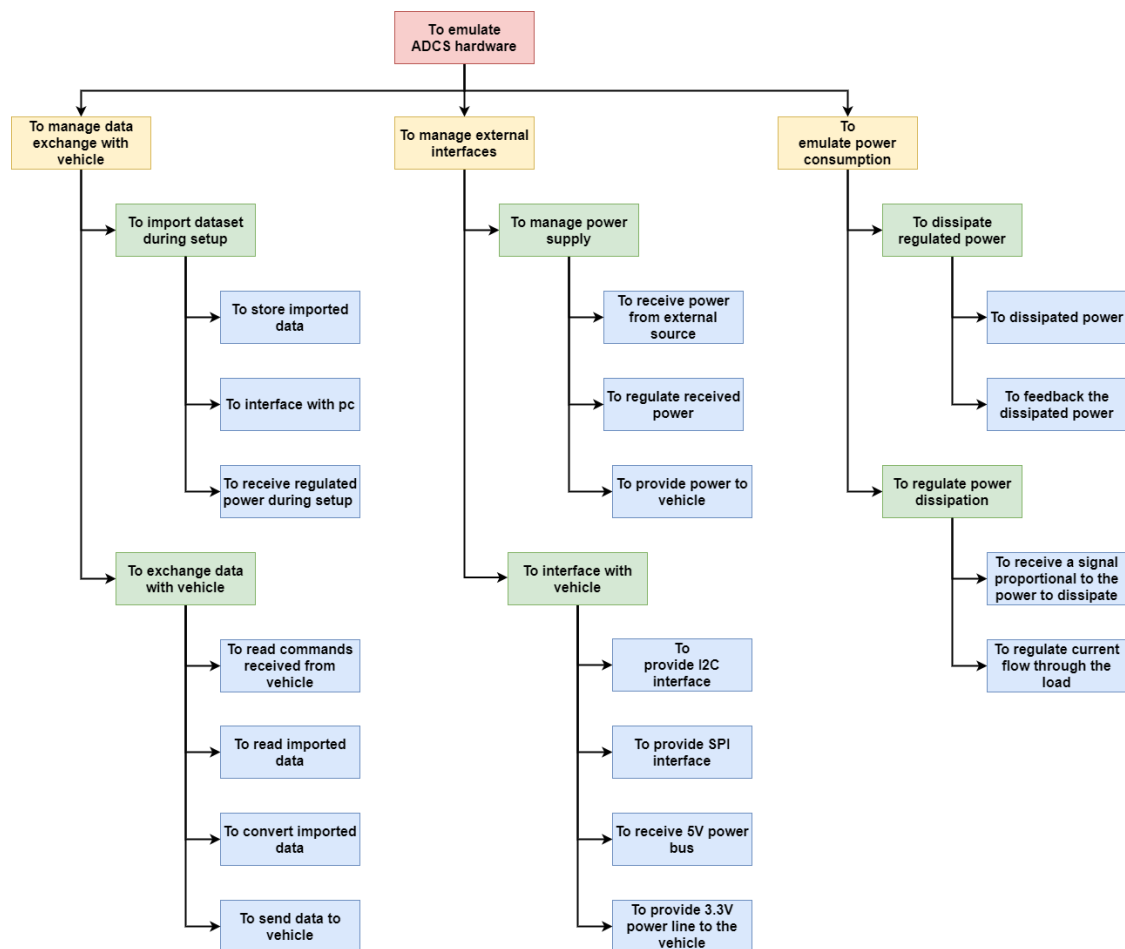 To emulate
ADCS hardware
To manage data
exchange with
vehicle
To manage external
interfaces
To
emulate power
consumption
To import dataset
during setup
To manage power
supply
To dissipate
regulated power
To store imported
data
To receive power
from external
source
To dissipated power
To interface with pc
To regulate received
power
To feedback the
dissipated power
To receive regulated
power during setup
To provide power to
vehicle
To regulate power
dissipation
To exchange data
with vehicle
To interface with
vehicle
To receive a signal
proportional to the
power to dissipate
To read commands
received from
vehicle
To
provide I2C
interface
To regulate current
flow through the
load
To read imported
data
To provide SPI
interface
To convert imported
data
To receive 5V power
bus
To send data to
vehicle
To provide 3.3V
power line to the
vehicle